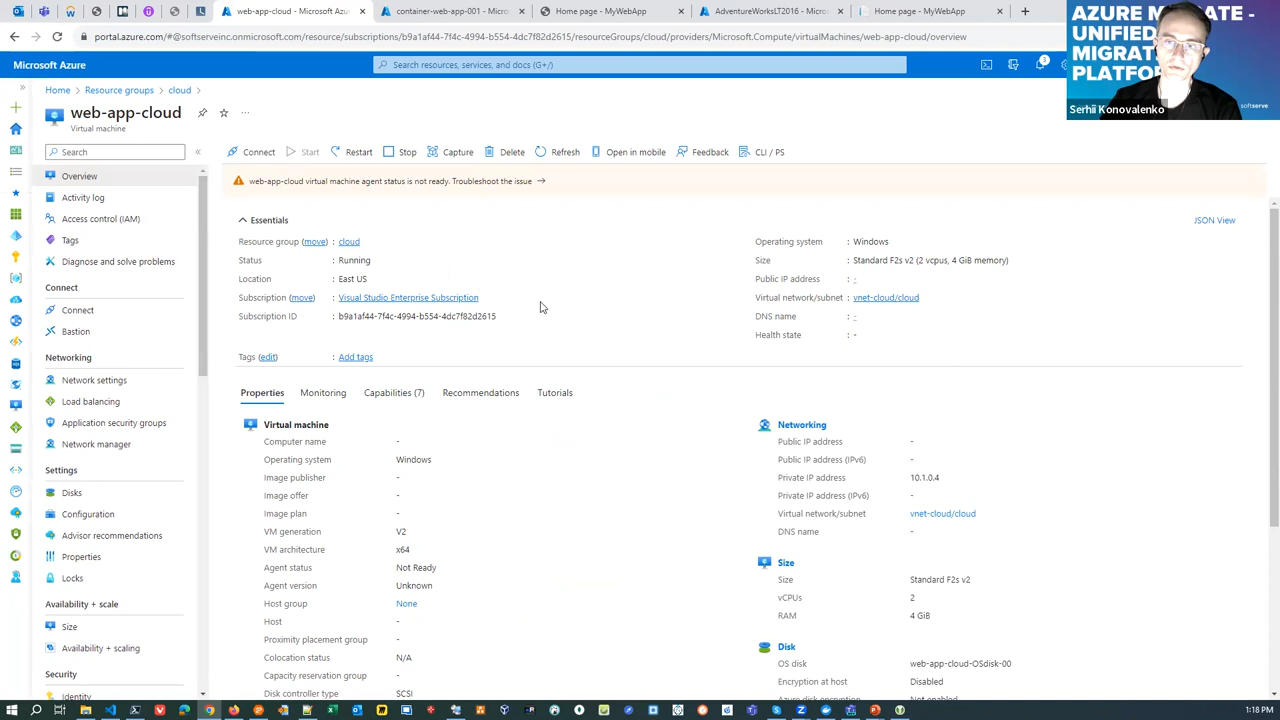 web-app-cloud - Microsoft Azure
container-web-app-001 - Microsoft
Home page - MyWebApp
AdventureWorksLT2016 - Microsoft
Home page - MyWebApp
portal.azure.com/#@softserveinc.onmicrosoft.com/resource/subscriptions/b9a1af44-7f4c-4994-b554-4dc7f82d2615/resourceGroups/cloud/providers/Microsoft.Compute/virtualMachines/web-app-cloud/overview
Microsoft Azure
Search resources, services, and docs (G+/)
3
AZURE MIGRATE -
UNIFIED
MIGRAT
PLATFO
Serhii Konovalenko
softserve
Home > Resource groups > cloud >
web-app-cloud
Virtual machine
Search
Connect
Start
Restart
Stop
Capture
Delete
Refresh
Open in mobile
Feedback
CLI / PS
Overview
Activity log
Access control (IAM)
Tags
Diagnose and solve problems
Connect
Connect
Bastion
Networking
Network settings
Load balancing
Application security groups
Network manager
Settings
Disks
Configuration
Advisor recommendations
Properties
Locks
Availability + scale
Size
Availability + scaling
Security
Identity
web-app-cloud virtual machine agent status is not ready. Troubleshoot the issue →
Essentials
JSON View
Resource group (move) : cloud
Status : Running
Location : East US
Subscription (move) : Visual Studio Enterprise Subscription
Subscription ID : b9a1af44-7f4c-4994-b554-4dc7f82d2615
Operating system : Windows
Size : Standard F2s v2 (2 vcpus, 4 GiB memory)
Public IP address : -
Virtual network/subnet : vnet-cloud/cloud
DNS name : -
Health state : -
Tags (edit) : Add tags
Properties
Monitoring
Capabilities (7)
Recommendations
Tutorials
Virtual machine
Computer name -
Operating system Windows
Image publisher -
Image offer -
Image plan -
VM generation V2
VM architecture x64
Agent status Not Ready
Agent version Unknown
Host group None
Host -
Proximity placement group -
Colocation status N/A
Capacity reservation group -
Disk controller type SCSI
Networking
Public IP address -
Public IP address (IPv6) -
Private IP address 10.1.0.4
Private IP address (IPv6) -
Virtual network/subnet vnet-cloud/cloud
DNS name -
Size
Size Standard F2s v2
vCPUs 2
RAM 4 GiB
Disk
OS disk web-app-cloud-OSdisk-00
Encryption at host Disabled
Azure disk encryption Not enabled
1:18 PM